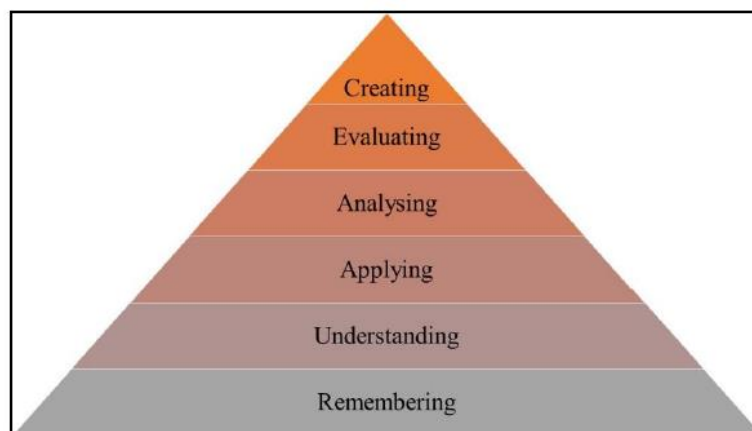 Creating
Evaluating
Analysing
Applying
Understanding
Remembering